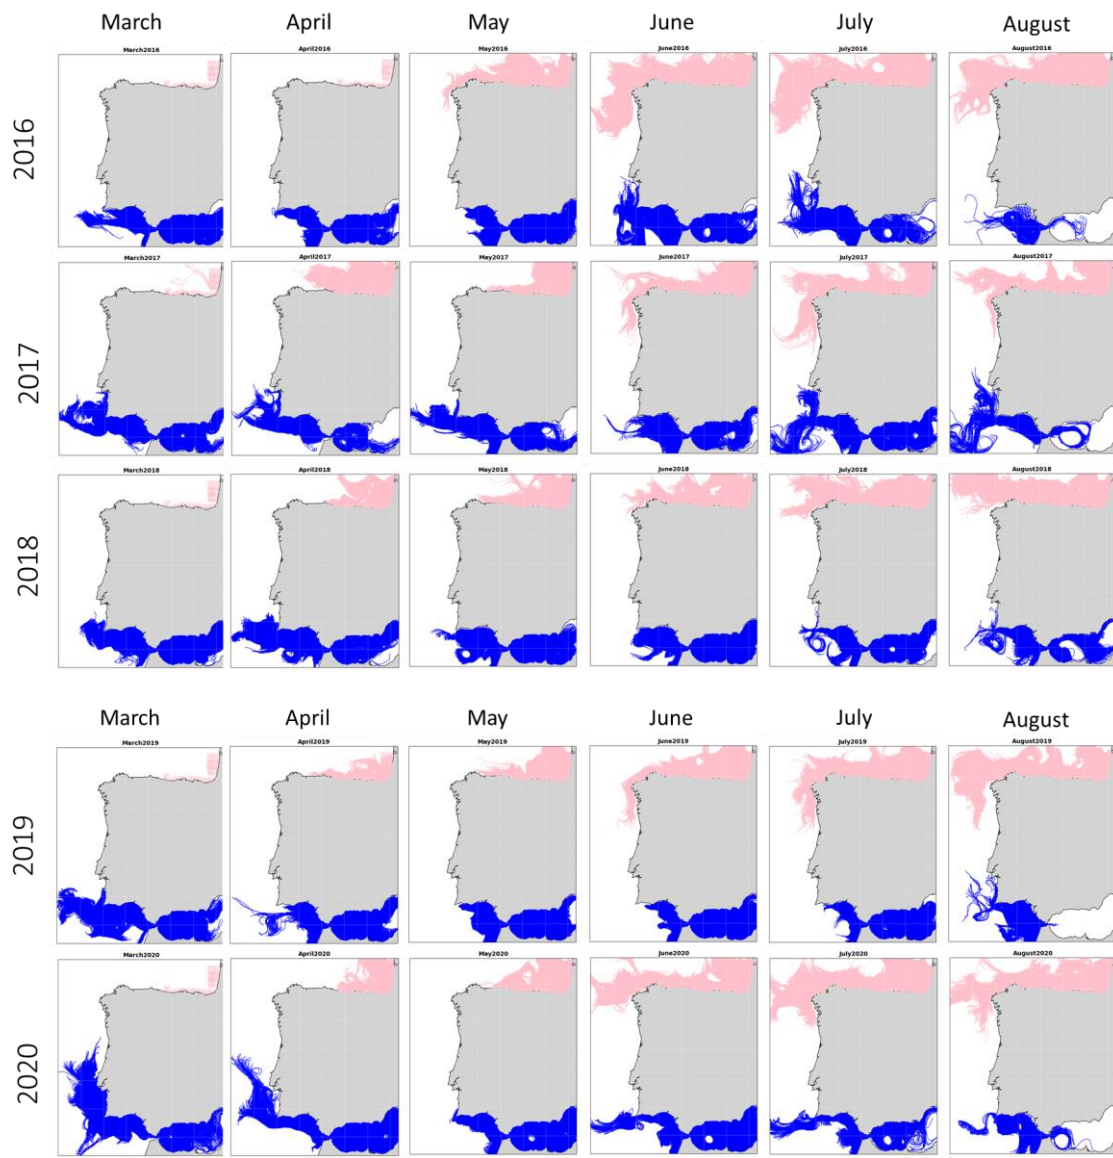 March April May June July August
2016
March2016 April2016 May2016 June2016 July2016 August2016
2017
March2017 April2017 May2017 June2017 July2017 August2017
2018
March2018 April2018 May2018 June2018 July2018 August2018
March April May June July August
2019
March2019 April2019 May2019 June2019 July2019 August2019
2020
March2020 April2020 May2020 June2020 July2020 August2020